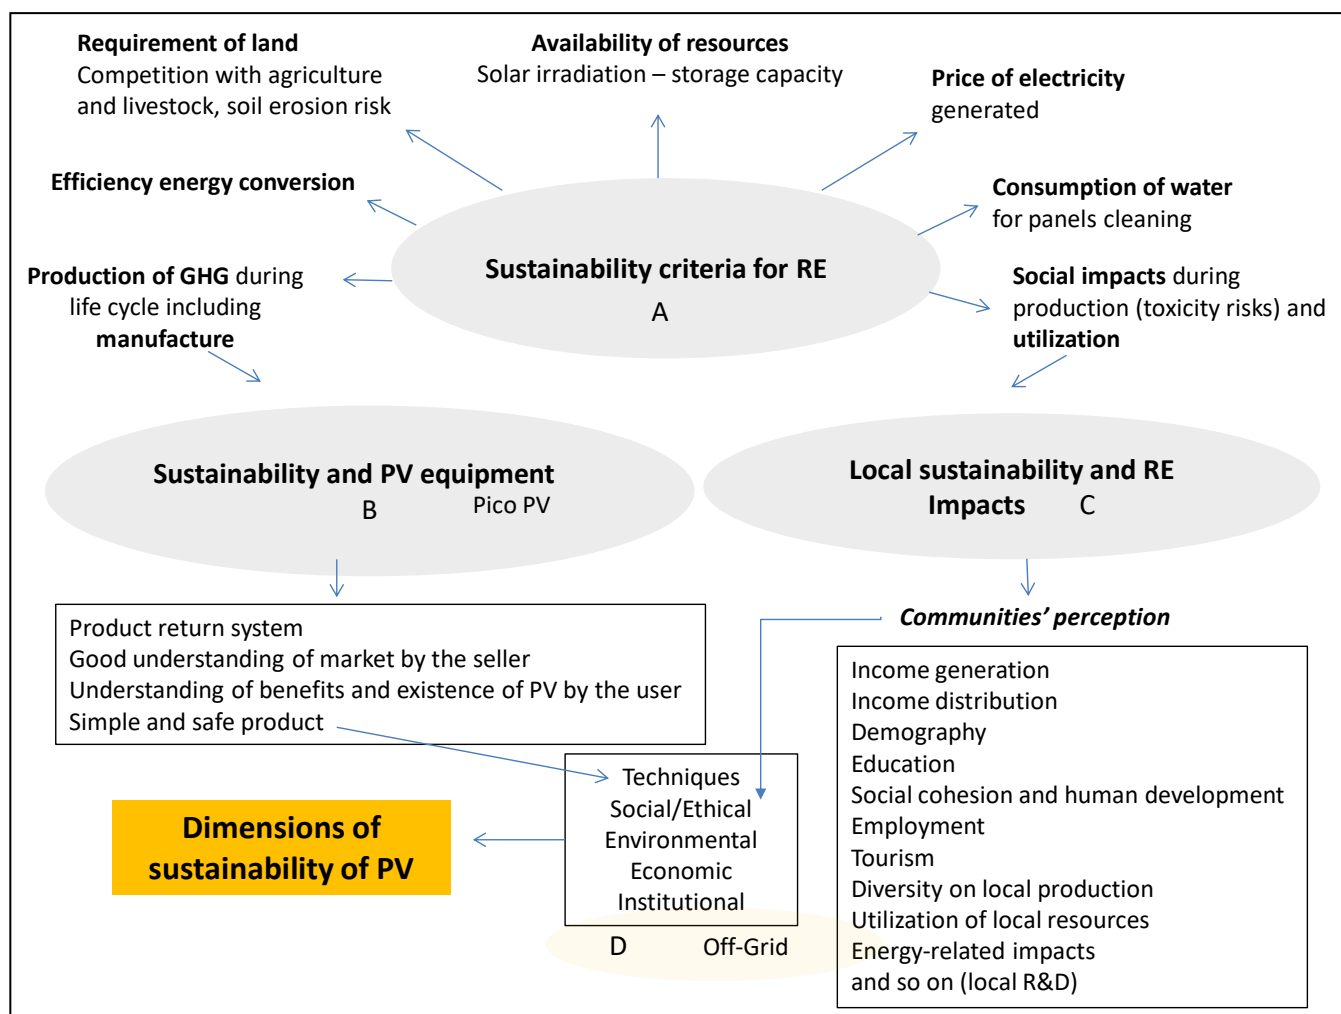 Requirement of land
Competition with agriculture
and livestock, soil erosion risk
Availability of resources
Solar irradiation – storage capacity
Price of electricity
generated
Efficiency energy conversion
Consumption of water
for panels cleaning
Production of GHG during
life cycle including
manufacture
Sustainability criteria for RE
A
Social impacts during
production (toxicity risks) and
utilization
Sustainability and PV equipment
B
Pico PV
Local sustainability and RE
Impacts C
Product return system
Good understanding of market by the seller
Understanding of benefits and existence of PV by the user
Simple and safe product
Communities’ perception
Income generation
Income distribution
Demography
Education
Social cohesion and human development
Employment
Tourism
Diversity on local production
Utilization of local resources
Energy-related impacts
and so on (local R&D)
Techniques
Social/Ethical
Environmental
Economic
Institutional
D Off-Grid
Dimensions of
sustainability of PV